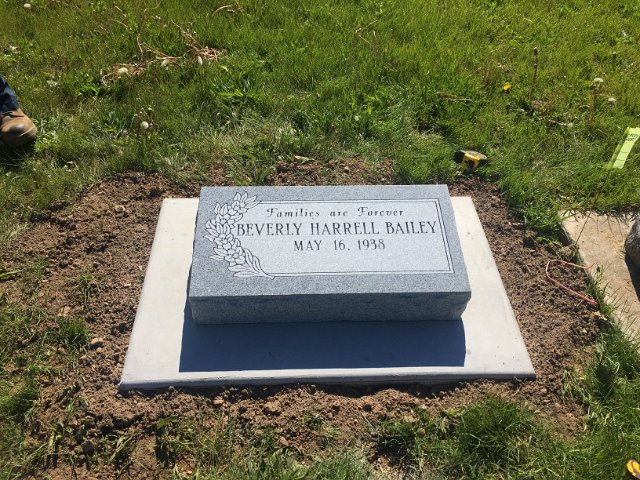 Families are Forever
BEVERLY HARRELL BAILEY
MAY 16, 1938